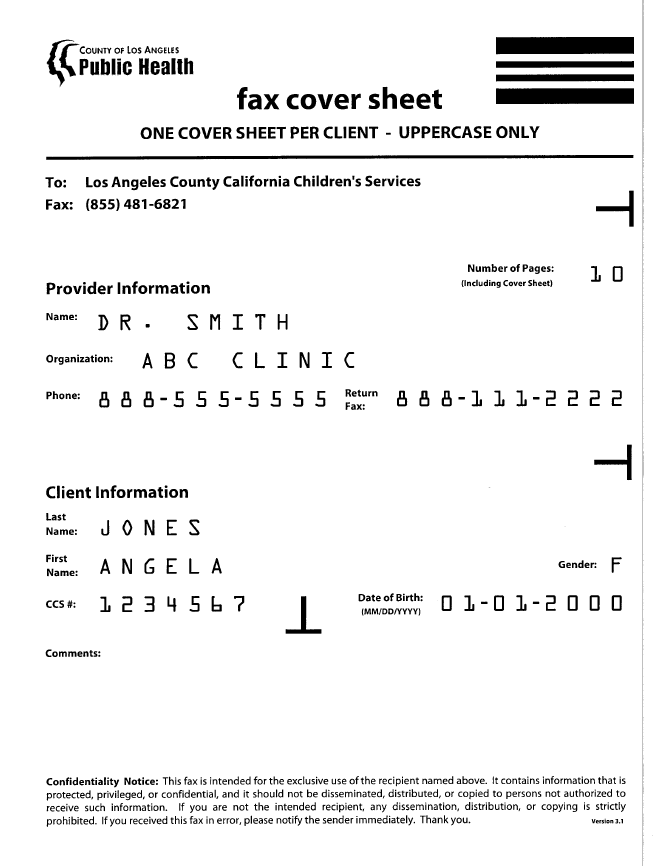 COUNTY OF LOS ANGELES
Public Health
fax cover sheet
ONE COVER SHEET PER CLIENT - UPPERCASE ONLY
To: Los Angeles County California Children's Services
Fax: (855) 481-6821
Number of Pages: 10
(Including Cover Sheet)
Provider Information
Name: DR. SMITH
Organization: ABC CLINIC
Phone: 888-555-5555 Return Fax: 888-111-2222
Client Information
Last Name: JONES
First Name: ANGELA Gender: F
CCS #: 1234567 Date of Birth: 01-01-2000
(MM/DD/YYYY)
Comments:
Confidentiality Notice: This fax is intended for the exclusive use of the recipient named above. It contains information that is
protected, privileged, or confidential, and it should not be disseminated, distributed, or copied to persons not authorized to
receive such information. If you are not the intended recipient, any dissemination, distribution, or copying is strictly
prohibited. If you received this fax in error, please notify the sender immediately. Thank you. Version 3.1